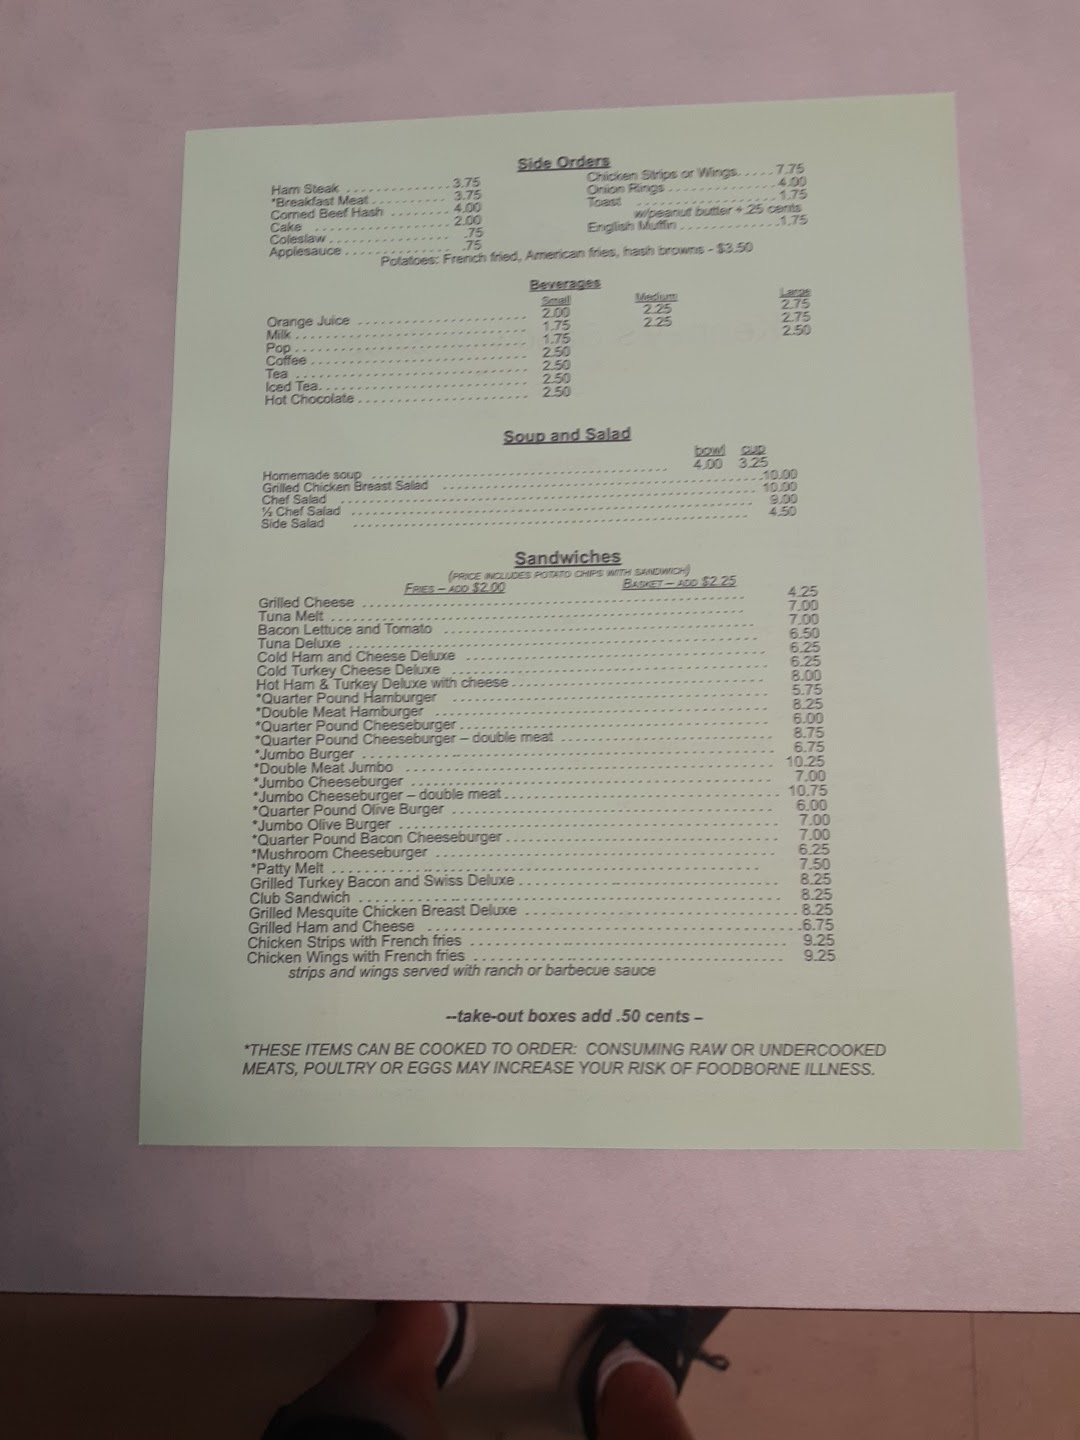 Side Orders
Ham Steak .............. 3.75
*Breakfast Meat .......... 3.75
Corned Beef Hash ........ 4.00
Cake .................... 2.00
Coleslaw ................. .75
Applesauce ............... .75
Chicken Strips or Wings..... 7.75
Onion Rings ............... 4.00
Toast .................... 1.75
w/peanut butter + .25 cents
English Muffin ............. 1.75
Potatoes: French fried, American fries, hash browns - $3.50
Beverages
Small Medium Large
Orange Juice .......................... 2.00 2.25 2.75
Milk .................................. 1.75 2.25 2.75
Pop ................................... 1.75 2.50
Coffee ................................ 2.50
Tea ................................... 2.50
Iced Tea............................... 2.50
Hot Chocolate ......................... 2.50
Soup and Salad
bowl cup
Homemade soup ........................................ 4.00 3.25
Grilled Chicken Breast Salad ........................................ 10.00
Chef Salad ........................................ 10.00
½ Chef Salad ........................................ 9.00
Side Salad ........................................ 4.50
Sandwiches
(PRICE INCLUDES POTATO CHIPS WITH SANDWICH)
FRIES – ADD $2.00 BASKET – ADD $2.25
Grilled Cheese ........................................ 4.25
Tuna Melt ........................................ 7.00
Bacon Lettuce and Tomato ........................................ 7.00
Tuna Deluxe ........................................ 6.50
Cold Ham and Cheese Deluxe ........................................ 6.25
Cold Turkey Cheese Deluxe ........................................ 6.25
Hot Ham & Turkey Deluxe with cheese ........................................ 8.00
*Quarter Pound Hamburger ........................................ 5.75
*Double Meat Hamburger ........................................ 8.25
*Quarter Pound Cheeseburger ........................................ 6.00
*Quarter Pound Cheeseburger – double meat ........................................ 8.75
*Jumbo Burger ........................................ 6.75
*Double Meat Jumbo ........................................ 10.25
*Jumbo Cheeseburger ........................................ 7.00
*Jumbo Cheeseburger – double meat ........................................ 10.75
*Quarter Pound Olive Burger ........................................ 6.00
*Jumbo Olive Burger ........................................ 7.00
*Quarter Pound Bacon Cheeseburger ........................................ 7.00
*Mushroom Cheeseburger ........................................ 6.25
*Patty Melt ........................................ 7.50
Grilled Turkey Bacon and Swiss Deluxe ........................................ 8.25
Club Sandwich ........................................ 8.25
Grilled Mesquite Chicken Breast Deluxe ........................................ 8.25
Grilled Ham and Cheese ........................................ 6.75
Chicken Strips with French fries ........................................ 9.25
Chicken Wings with French fries ........................................ 9.25
strips and wings served with ranch or barbecue sauce
--take-out boxes add .50 cents –
*THESE ITEMS CAN BE COOKED TO ORDER: CONSUMING RAW OR UNDERCOOKED
MEATS, POULTRY OR EGGS MAY INCREASE YOUR RISK OF FOODBORNE ILLNESS.